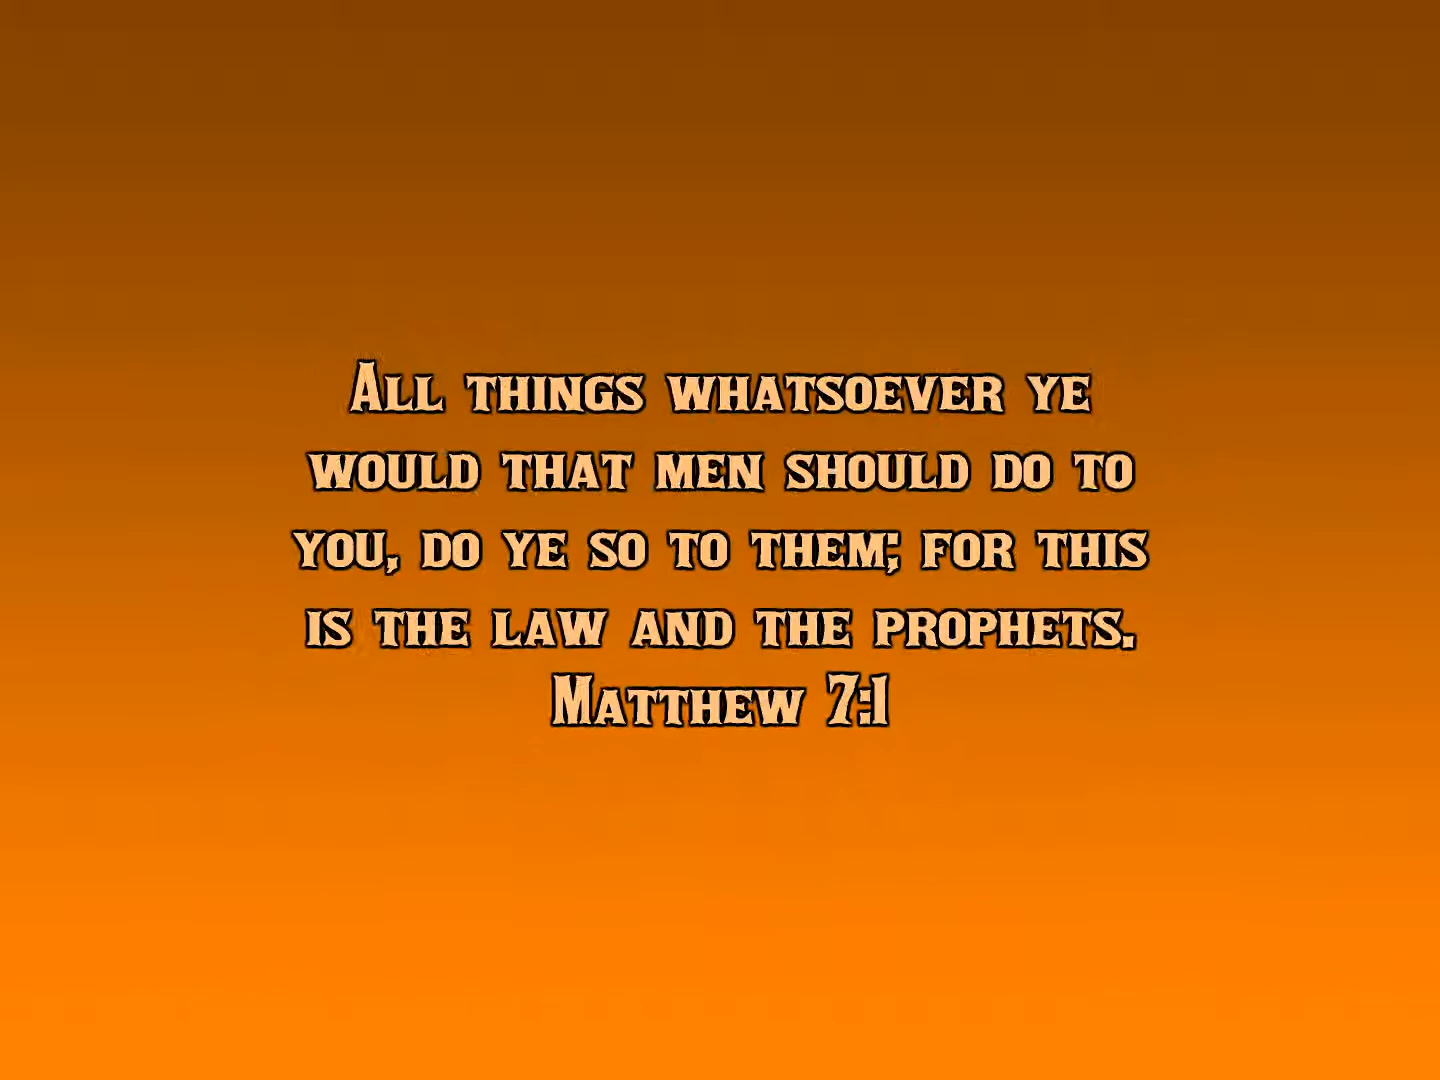 All things whatsoever ye
would that men should do to
you, do ye so to them; for this
is the law and the prophets.
Matthew 7:1